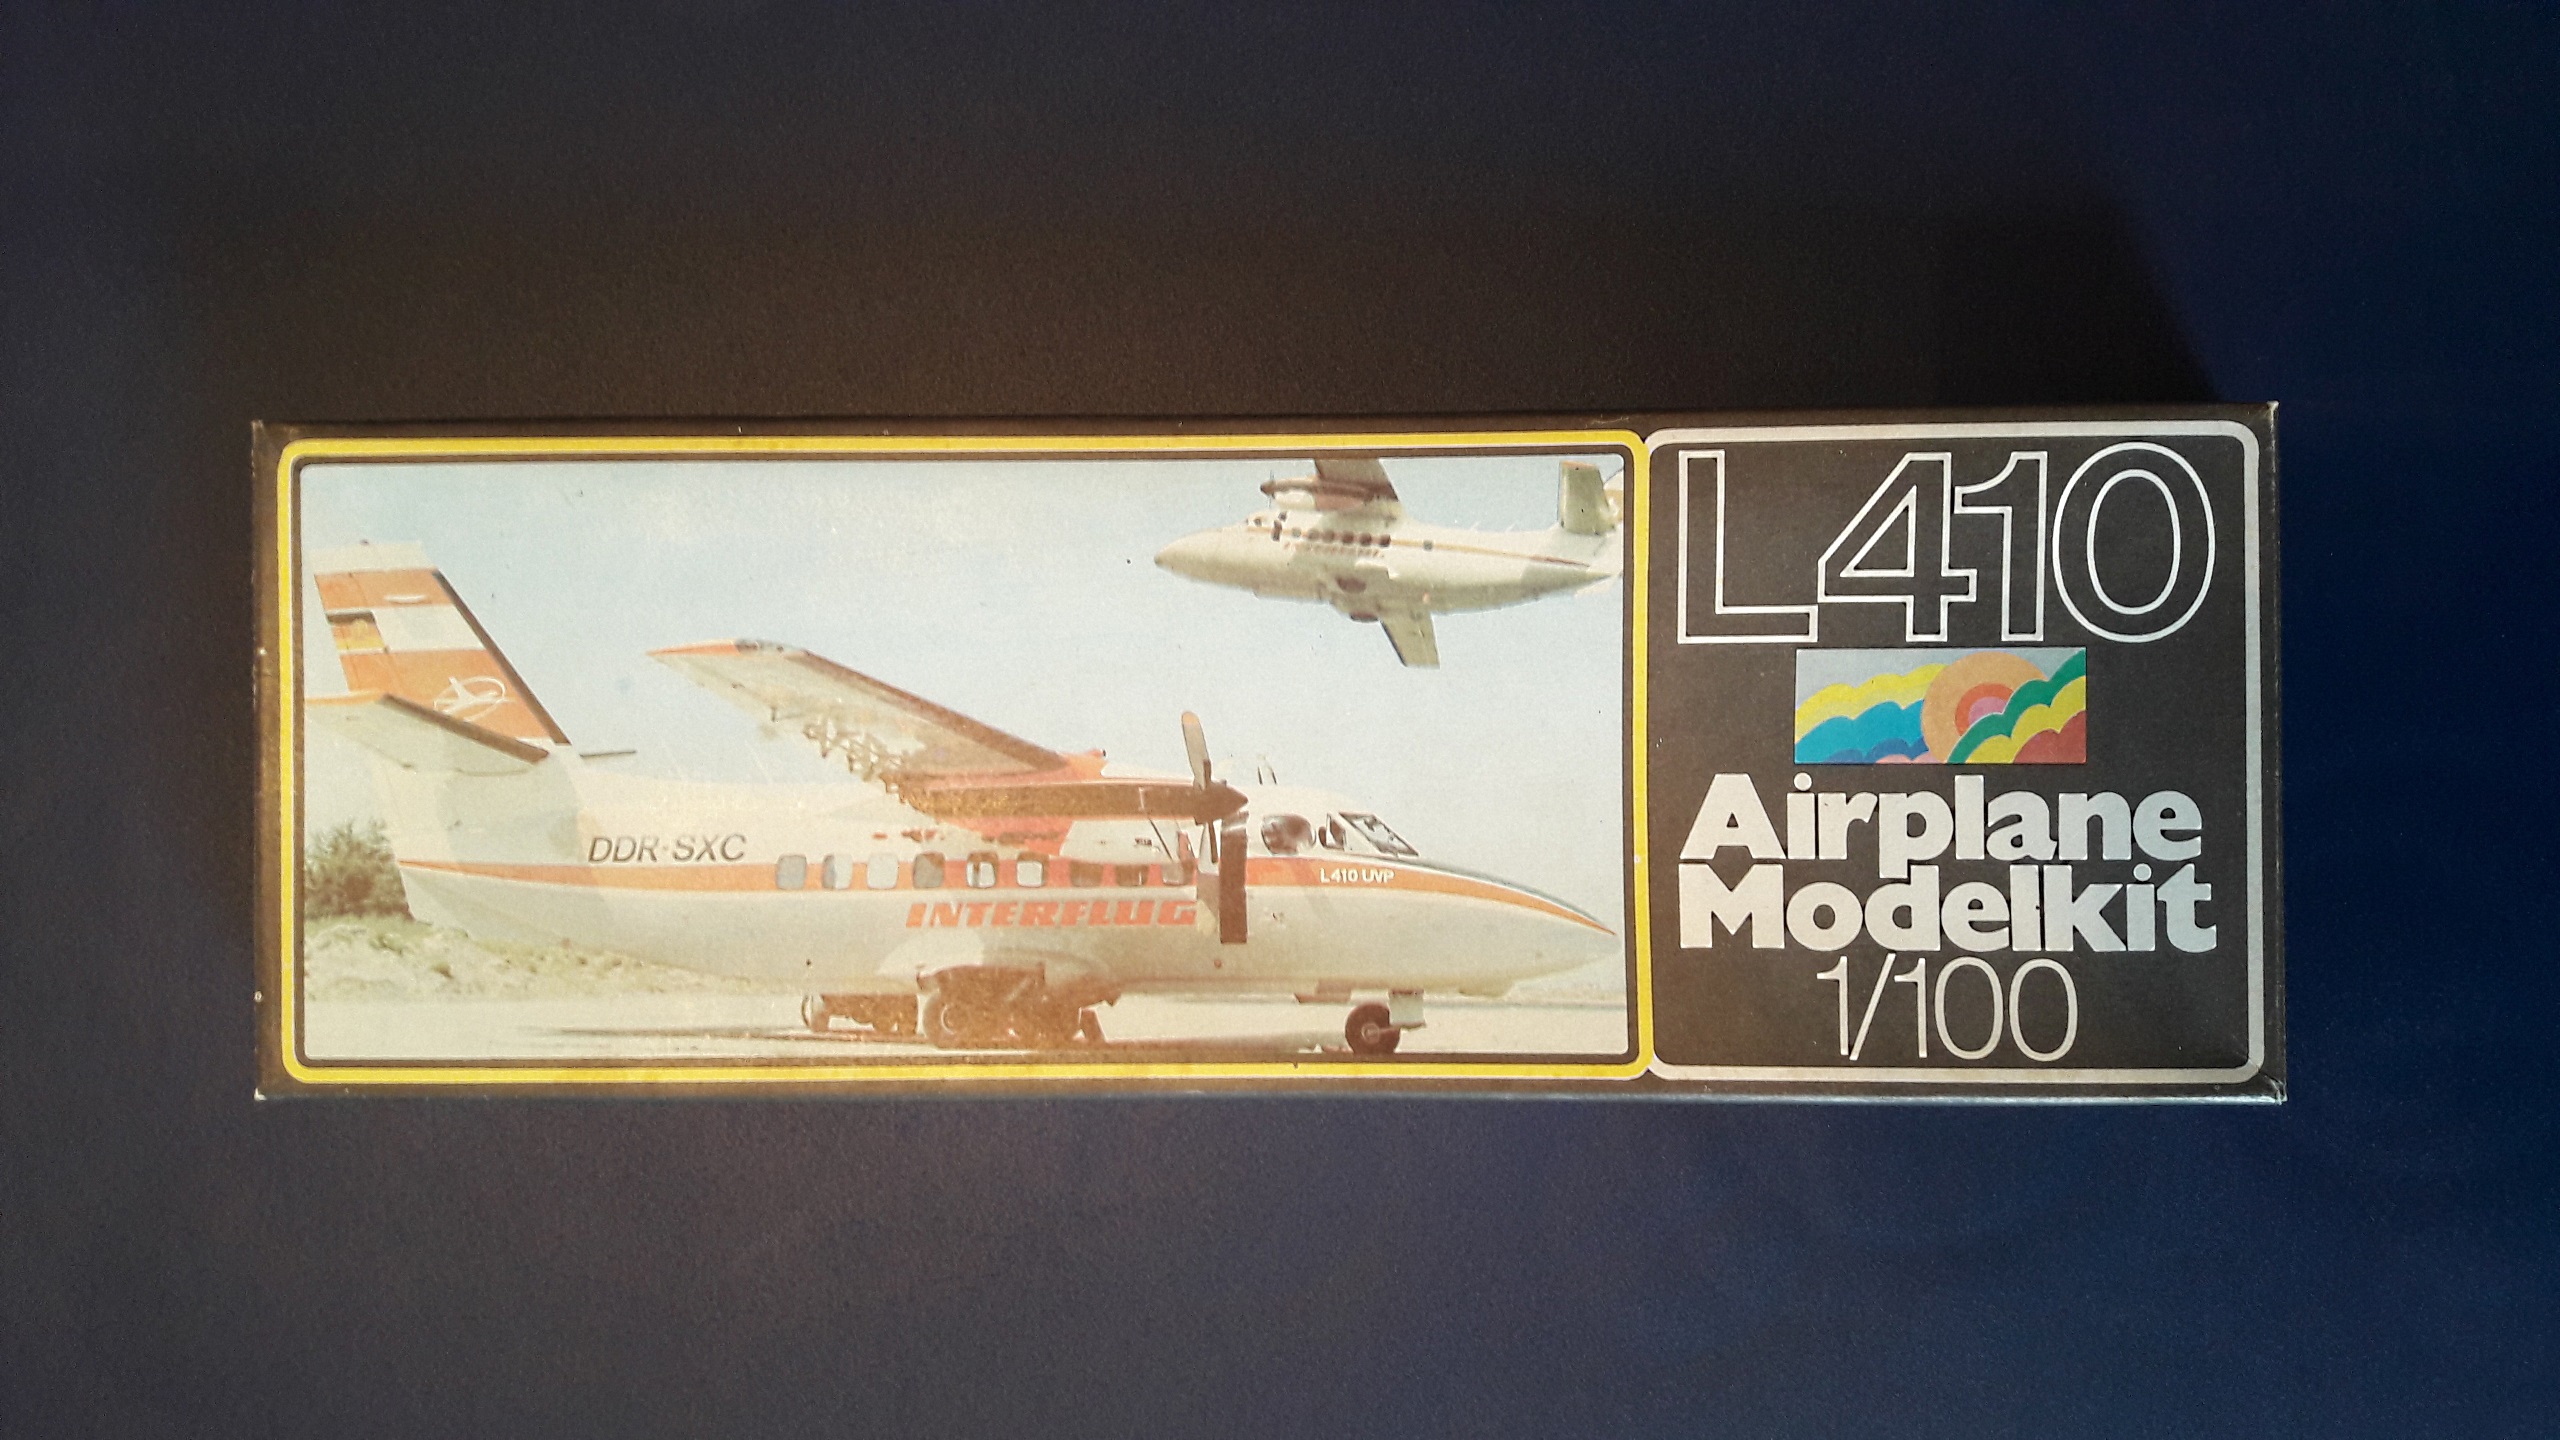 L410
Airplane
Modelkit
1/100
DDR-SXC
L410 UVP
INTERFLUG